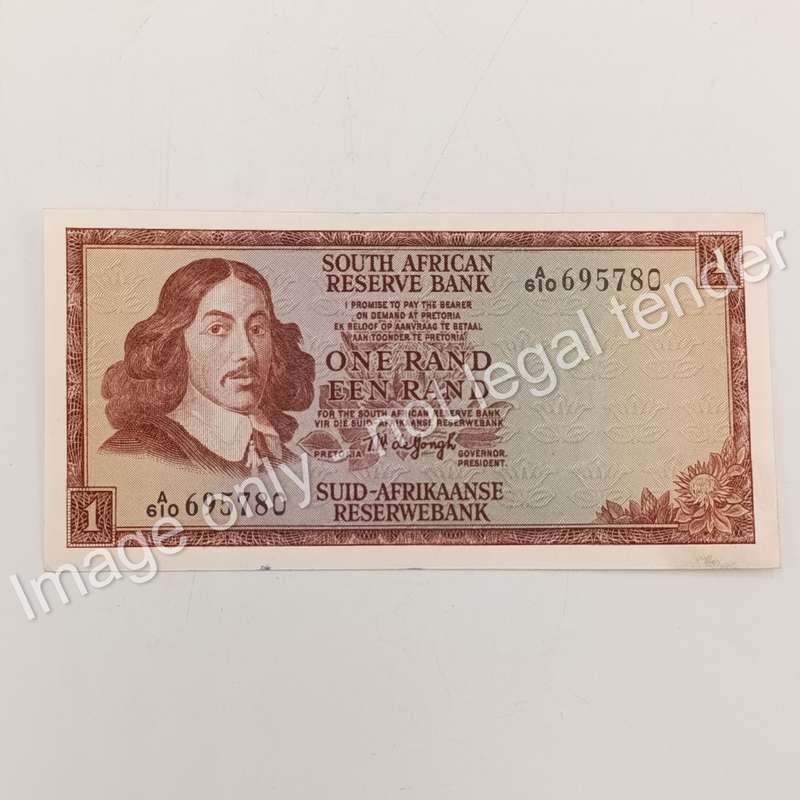 1
SOUTH AFRICAN
RESERVE BANK
A/610 695780
I PROMISE TO PAY THE BEARER
ON DEMAND AT PRETORIA
EK BELOOF OP AANVRAAG TE BETAAL
AAN TOONDER TE PRETORIA
ONE RAND
EEN RAND
FOR THE SOUTH AFRICAN RESERVE BANK
VIR DIE SUID-AFRIKAANSE RESERWEBANK
T W de Jongh
PRETORIA GOVERNOR.
PRESIDENT.
1
A/610 695780
SUID-AFRIKAANSE
RESERWEBANK
Image only - not legal tender